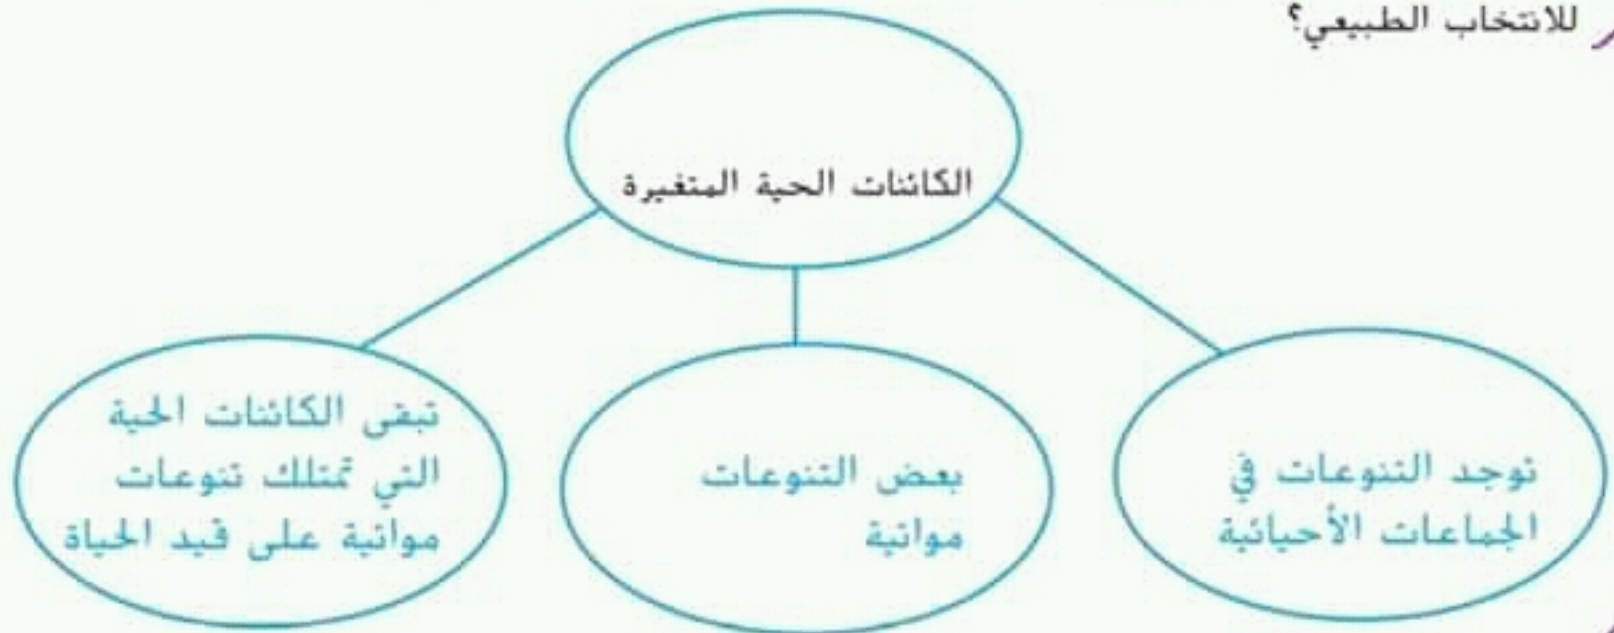 للانتخاب الطبيعي؟
الكائنات الحية المتغيرة
توجد التنوعات في
الجماعات الأحيائية
بعض التنوعات
مواتية
تبقى الكائنات الحية
التي تمتلك تنوعات
مواتية على قيد الحياة